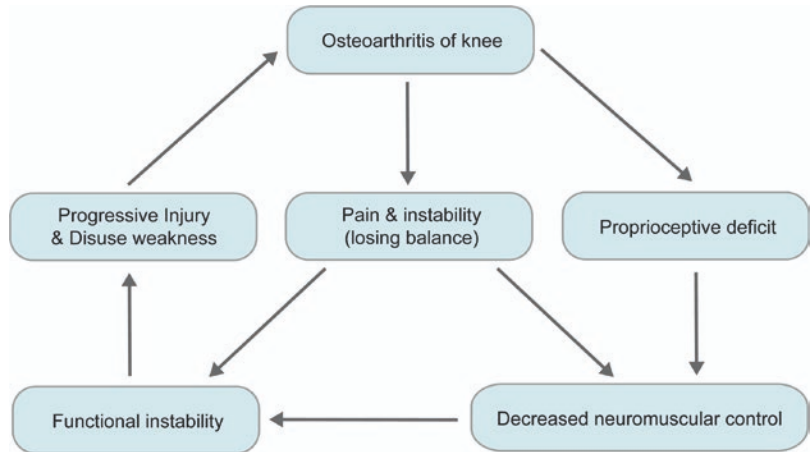 Osteoarthritis of knee
Progressive Injury
& Disuse weakness
Pain & instability
(losing balance)
Proprioceptive deficit
Functional instability
Decreased neuromuscular control